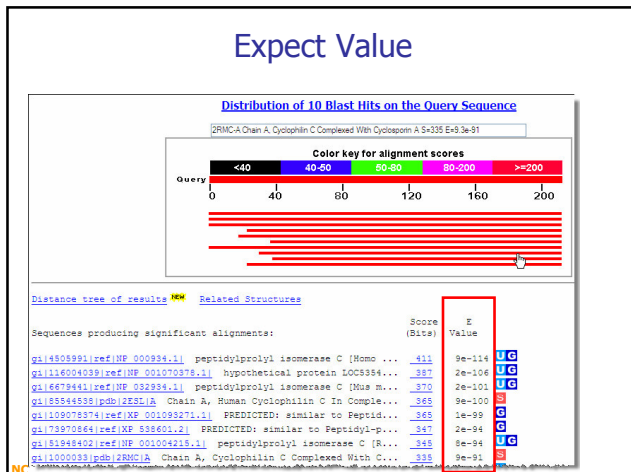 Expect Value
Distribution of 10 Blast Hits on the Query Sequence
2RMC-A Chain A, Cyclophilin C Complexed With Cyclosporin A S=335 E=9.3e-91
Color key for alignment scores
<40 40-50 50-80 80-200 >=200
Query
0 40 80 120 160 200
Distance tree of results NEW Related Structures
Score E
Sequences producing significant alignments: (Bits) Value
gi|4505991|ref|NP_000934.1| peptidylprolyl isomerase C [Homo ... 411 9e-114 U G
gi|116004039|ref|NP_001070378.1| hypothetical protein LOC5354... 387 2e-106 U G
gi|6679441|ref|NP_032934.1| peptidylprolyl isomerase C [Mus m... 370 2e-101 U G
gi|85544538|pdb|2ESL|A Chain A, Human Cyclophilin C In Comple... 365 9e-100 S
gi|109078374|ref|XP_001093271.1| PREDICTED: similar to Peptid... 365 1e-99 G
gi|73970864|ref|XP_538601.2| PREDICTED: similar to Peptidyl-p... 347 2e-94 G
gi|51948402|ref|NP_001004215.1| peptidylprolyl isomerase C [R... 345 8e-94 U G
gi|1000033|pdb|2RMC|A Chain A, Cyclophilin C Complexed With C... 335 9e-91 S
NC